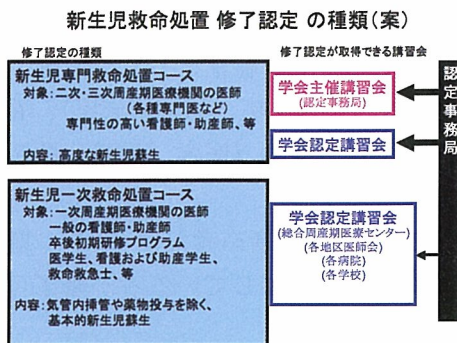 新生児救命処置 修了認定 の種類(案)
修了認定の種類
修了認定が取得できる講習会
新生児専門救命処置コース
対象:二次・三次周産期医療機関の医師
(各種専門医など)
専門性の高い看護師・助産師、等
内容: 高度な新生児蘇生
学会主催講習会
(認定事務局)
学会認定講習会
認定事務局
新生児一次救命処置コース
対象:一次周産期医療機関の医師
一般の看護師・助産師
卒後初期研修プログラム
医学生、看護および助産学生、
救命救急士、等
内容:気管内挿管や薬物投与を除く、
基本的新生児蘇生
学会認定講習会
(総合周産期医療センター)
(各地区医師会)
(各病院)
(各学校)